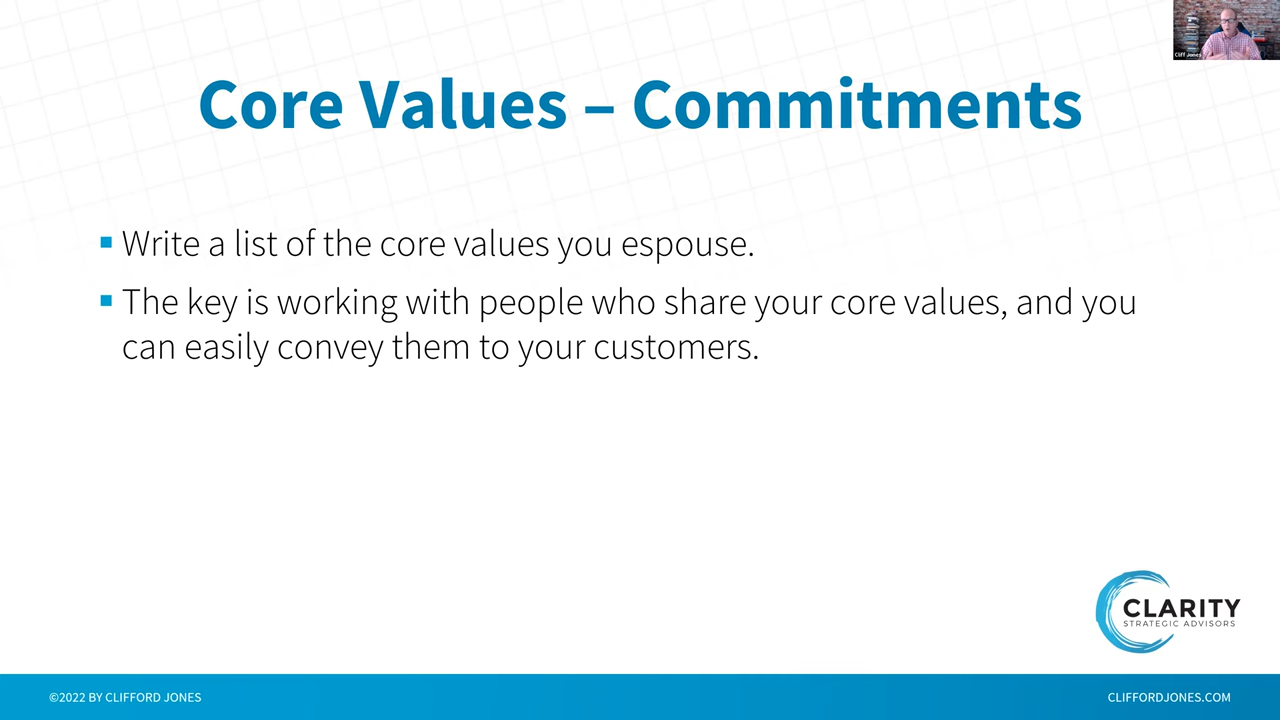 Cliff Jones
Core Values – Commitments
▪ Write a list of the core values you espouse.
▪ The key is working with people who share your core values, and you
can easily convey them to your customers.
CLARITY
STRATEGIC ADVISORS
©2022 BY CLIFFORD JONES
CLIFFORDJONES.COM